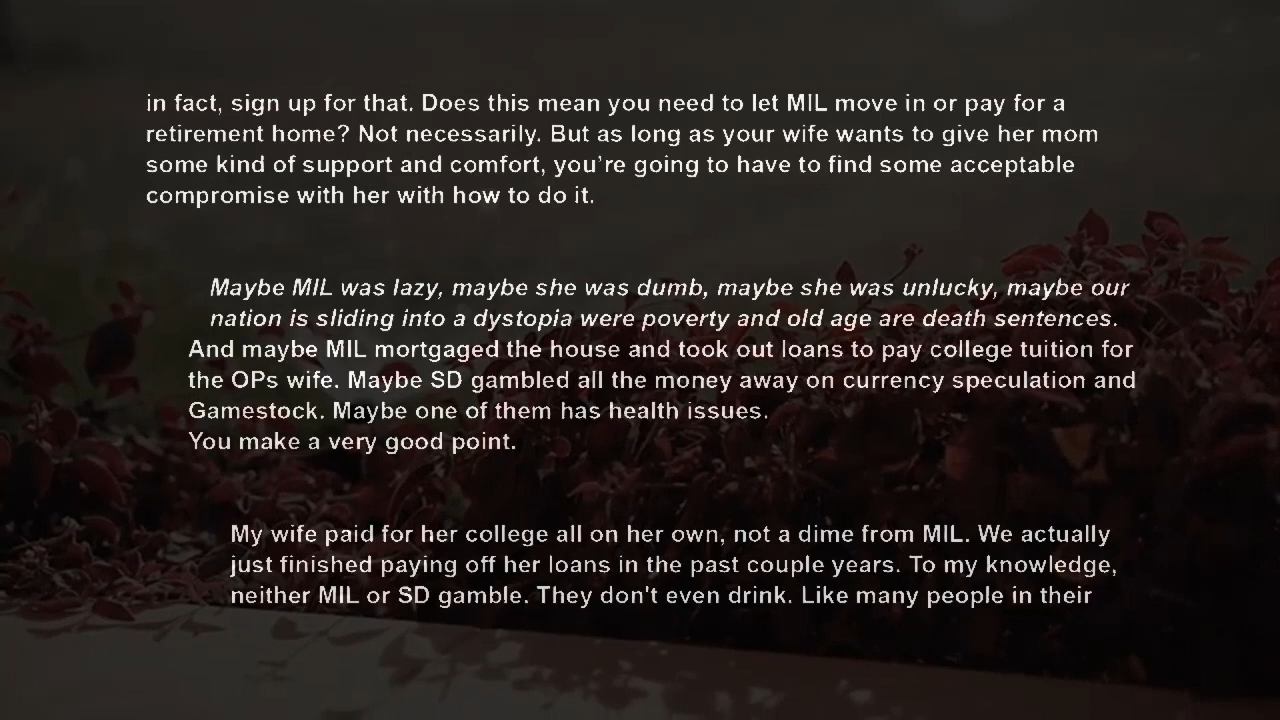 in fact, sign up for that. Does this mean you need to let MIL move in or pay for a
retirement home? Not necessarily. But as long as your wife wants to give her mom
some kind of support and comfort, you’re going to have to find some acceptable
compromise with her with how to do it.
Maybe MIL was lazy, maybe she was dumb, maybe she was unlucky, maybe our
nation is sliding into a dystopia were poverty and old age are death sentences.
And maybe MIL mortgaged the house and took out loans to pay college tuition for
the OPs wife. Maybe SD gambled all the money away on currency speculation and
Gamestock. Maybe one of them has health issues.
You make a very good point.
My wife paid for her college all on her own, not a dime from MIL. We actually
just finished paying off her loans in the past couple years. To my knowledge,
neither MIL or SD gamble. They don't even drink. Like many people in their